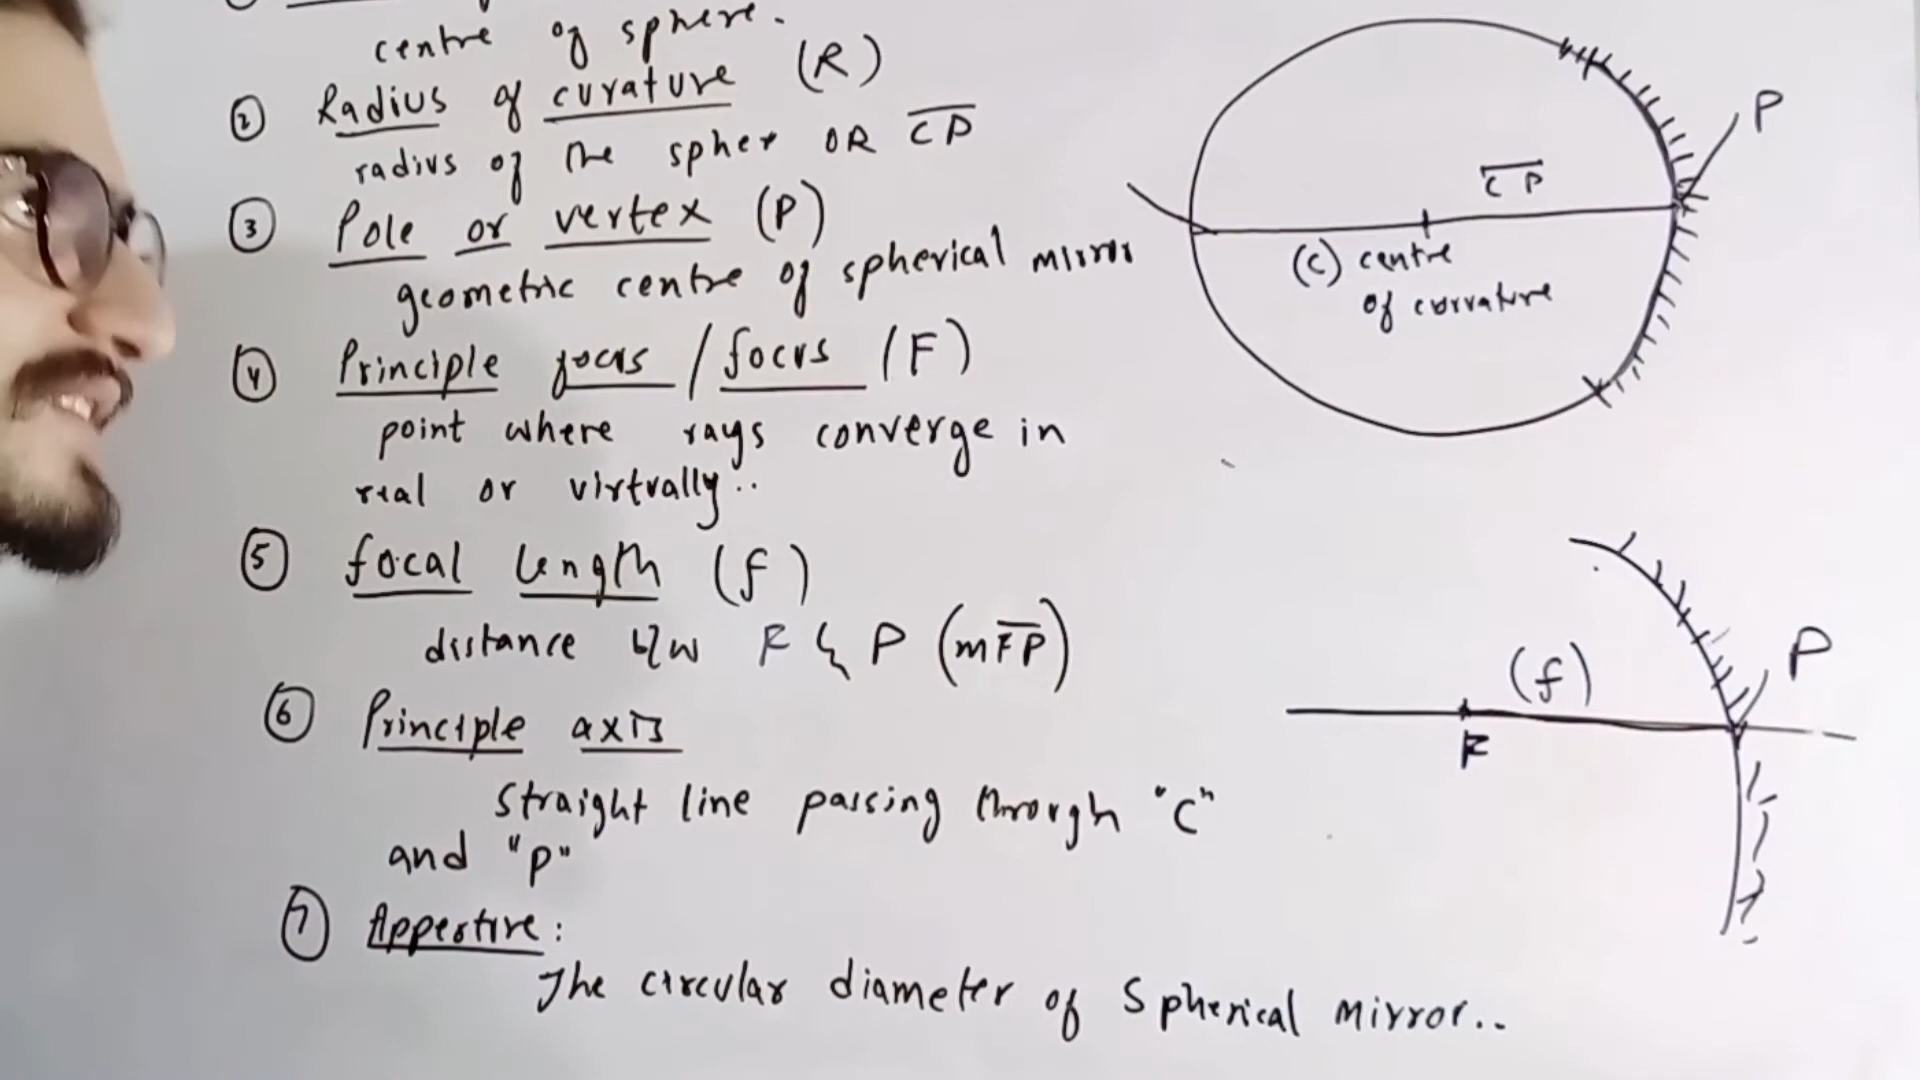 centre of sphere.
② Radius of curvature (R)
radius of the spher OR CP
③ Pole or vertex (P)
geometric centre of spherical mirror
④ Principle focus / focus (F)
point where rays converge in
real or virtually..
⑤ focal length (f)
distance b/w F & P (mFP)
⑥ Principle axis
straight line passing through "C"
and "P"
⑦ Apperture:
The circular diameter of Spherical mirror..
P
CP
(C) centre
of curvature
(f)
P
F